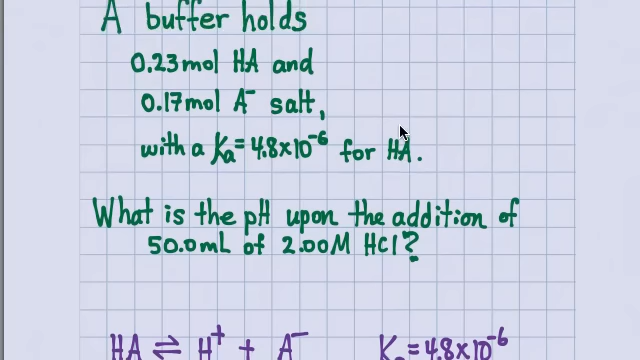 A buffer holds
0.23mol HA and
0.17mol A⁻ salt,
with a Ka=4.8x10⁻⁶ for HA.
What is the pH upon the addition of
50.0mL of 2.00M HCl?
HA ⇌ H⁺ + A⁻ Ka=4.8x10⁻⁶